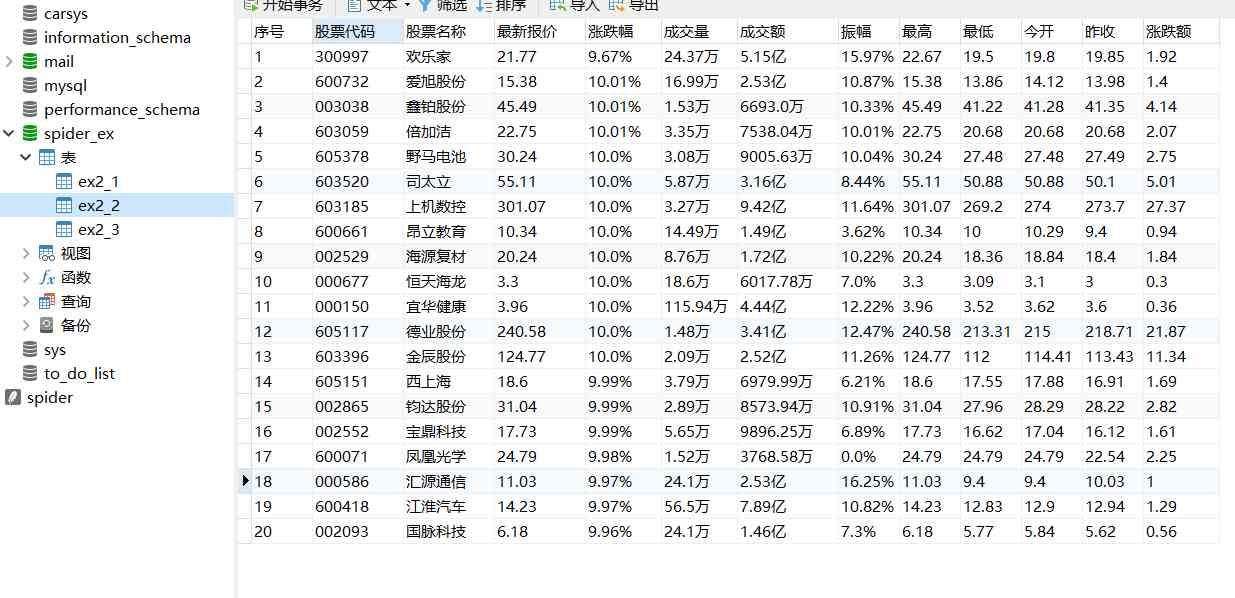 开始事务 文本 筛选 排序 导入 导出
carsys
information_schema
mail
mysql
performance_schema
spider_ex
表
ex2_1
ex2_2
ex2_3
视图
fx 函数
查询
备份
sys
to_do_list
spider
序号 股票代码 股票名称 最新报价 涨跌幅 成交量 成交额 振幅 最高 最低 今开 昨收 涨跌额
1 300997 欢乐家 21.77 9.67% 24.37万 5.15亿 15.97% 22.67 19.5 19.8 19.85 1.92
2 600732 爱旭股份 15.38 10.01% 16.99万 2.53亿 10.87% 15.38 13.86 14.12 13.98 1.4
3 003038 鑫铂股份 45.49 10.01% 1.53万 6693.0万 10.33% 45.49 41.22 41.28 41.35 4.14
4 603059 倍加洁 22.75 10.01% 3.35万 7538.04万 10.01% 22.75 20.68 20.68 20.68 2.07
5 605378 野马电池 30.24 10.0% 3.08万 9005.63万 10.04% 30.24 27.48 27.48 27.49 2.75
6 603520 司太立 55.11 10.0% 5.87万 3.16亿 8.44% 55.11 50.88 50.88 50.1 5.01
7 603185 上机数控 301.07 10.0% 3.27万 9.42亿 11.64% 301.07 269.2 274 273.7 27.37
8 600661 昂立教育 10.34 10.0% 14.49万 1.49亿 3.62% 10.34 10 10.29 9.4 0.94
9 002529 海源复材 20.24 10.0% 8.76万 1.72亿 10.22% 20.24 18.36 18.84 18.4 1.84
10 000677 恒天海龙 3.3 10.0% 18.6万 6017.78万 7.0% 3.3 3.09 3.1 3 0.3
11 000150 宜华健康 3.96 10.0% 115.94万 4.44亿 12.22% 3.96 3.52 3.62 3.6 0.36
12 605117 德业股份 240.58 10.0% 1.48万 3.41亿 12.47% 240.58 213.31 215 218.71 21.87
13 603396 金辰股份 124.77 10.0% 2.09万 2.52亿 11.26% 124.77 112 114.41 113.43 11.34
14 605151 西上海 18.6 9.99% 3.79万 6979.99万 6.21% 18.6 17.55 17.88 16.91 1.69
15 002865 钧达股份 31.04 9.99% 2.89万 8573.94万 10.91% 31.04 27.96 28.29 28.22 2.82
16 002552 宝鼎科技 17.73 9.99% 5.65万 9896.25万 6.89% 17.73 16.62 17.04 16.12 1.61
17 600071 凤凰光学 24.79 9.98% 1.52万 3768.58万 0.0% 24.79 24.79 24.79 22.54 2.25
18 000586 汇源通信 11.03 9.97% 24.1万 2.53亿 16.25% 11.03 9.4 9.4 10.03 1
19 600418 江淮汽车 14.23 9.97% 56.5万 7.89亿 10.82% 14.23 12.83 12.9 12.94 1.29
20 002093 国脉科技 6.18 9.96% 24.1万 1.46亿 7.3% 6.18 5.77 5.84 5.62 0.56